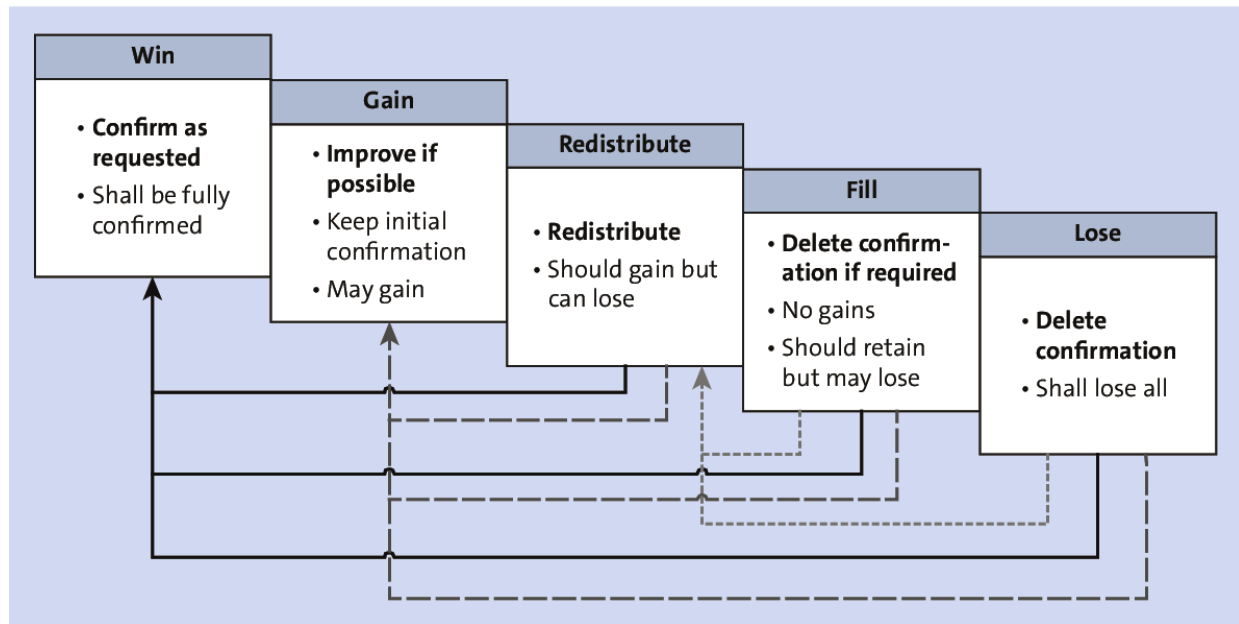 Win
• Confirm as
requested
• Shall be fully
confirmed
Gain
• Improve if
possible
• Keep initial
confirmation
• May gain
Redistribute
• Redistribute
• Should gain but
can lose
Fill
• Delete confirm-
ation if required
• No gains
• Should retain
but may lose
Lose
• Delete
confirmation
• Shall lose all